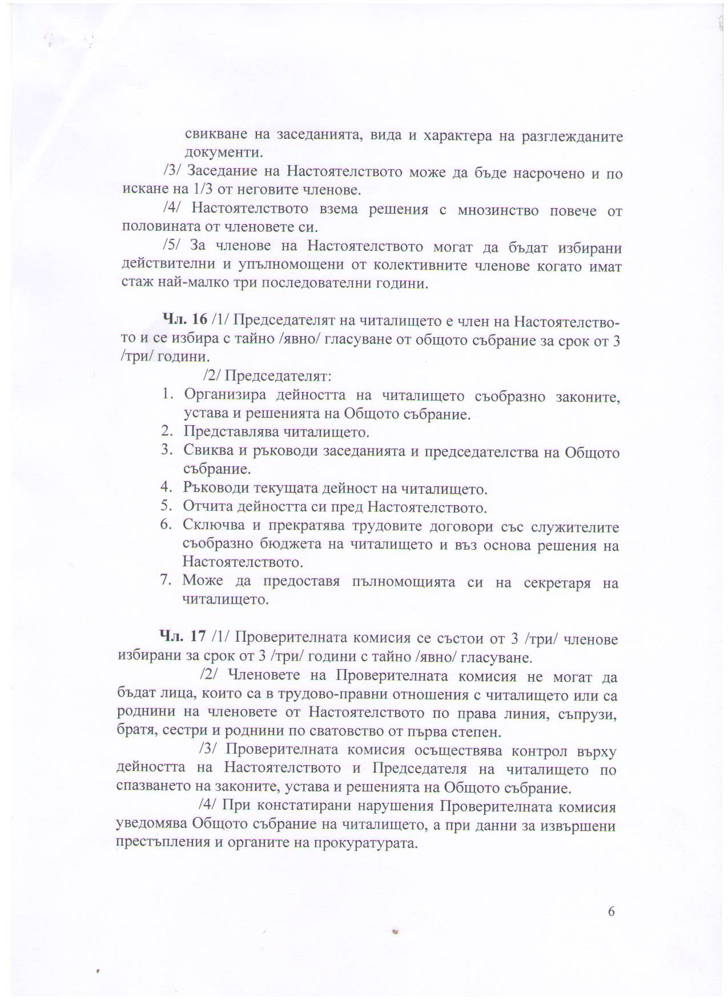 свикване на заседанията, вида и характера на разглежданите
документи.
/3/ Заседание на Настоятелството може да бъде насрочено и по
искане на 1/3 от неговите членове.
/4/ Настоятелството взема решения с мнозинство повече от
половината от членовете си.
/5/ За членове на Настоятелството могат да бъдат избирани
действителни и упълномощени от колективните членове когато имат
стаж най-малко три последователни години.
Чл. 16 /1/ Председателят на читалището е член на Настоятелство-
то и се избира с тайно /явно/ гласуване от общото събрание за срок от 3
/три/ години.
/2/ Председателят:
1. Организира дейността на читалището съобразно законите,
устава и решенията на Общото събрание.
2. Представлява читалището.
3. Свиква и ръководи заседанията и председателства на Общото
събрание.
4. Ръководи текущата дейност на читалището.
5. Отчита дейността си пред Настоятелството.
6. Сключва и прекратява трудовите договори със служителите
съобразно бюджета на читалището и въз основа решения на
Настоятелството.
7. Може да предоставя пълномощията си на секретаря на
читалището.
Чл. 17 /1/ Проверителната комисия се състои от 3 /три/ членове
избирани за срок от 3 /три/ години с тайно /явно/ гласуване.
/2/ Членовете на Проверителната комисия не могат да
бъдат лица, които са в трудово-правни отношения с читалището или са
роднини на членовете от Настоятелството по права линия, съпрузи,
братя, сестри и роднини по сватовство от първа степен.
/3/ Проверителната комисия осъществява контрол върху
дейността на Настоятелството и Председателя на читалището по
спазването на законите, устава и решенията на Общото събрание.
/4/ При констатирани нарушения Проверителната комисия
уведомява Общото събрание на читалището, а при данни за извършени
престъпления и органите на прокуратурата.
6